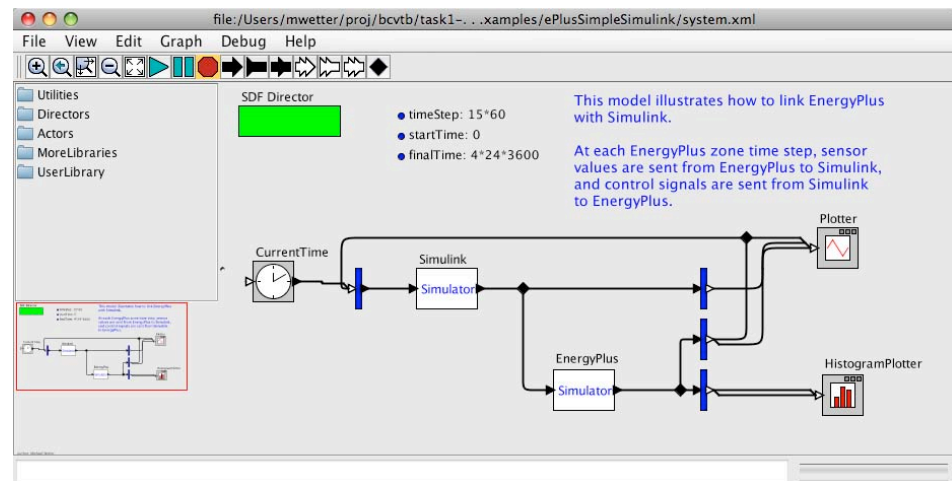 file:/Users/mwetter/proj/bcvtb/task1-. . .xamples/ePlusSimpleSimulink/system.xml
File View Edit Graph Debug Help
Utilities
Directors
Actors
MoreLibraries
UserLibrary
SDF Director
timeStep: 15*60
startTime: 0
finalTime: 4*24*3600
This model illustrates how to link EnergyPlus
with Simulink.
At each EnergyPlus zone time step, sensor
values are sent from EnergyPlus to Simulink,
and control signals are sent from Simulink
to EnergyPlus.
Plotter
CurrentTime
Simulink
Simulator
EnergyPlus
Simulator
HistogramPlotter